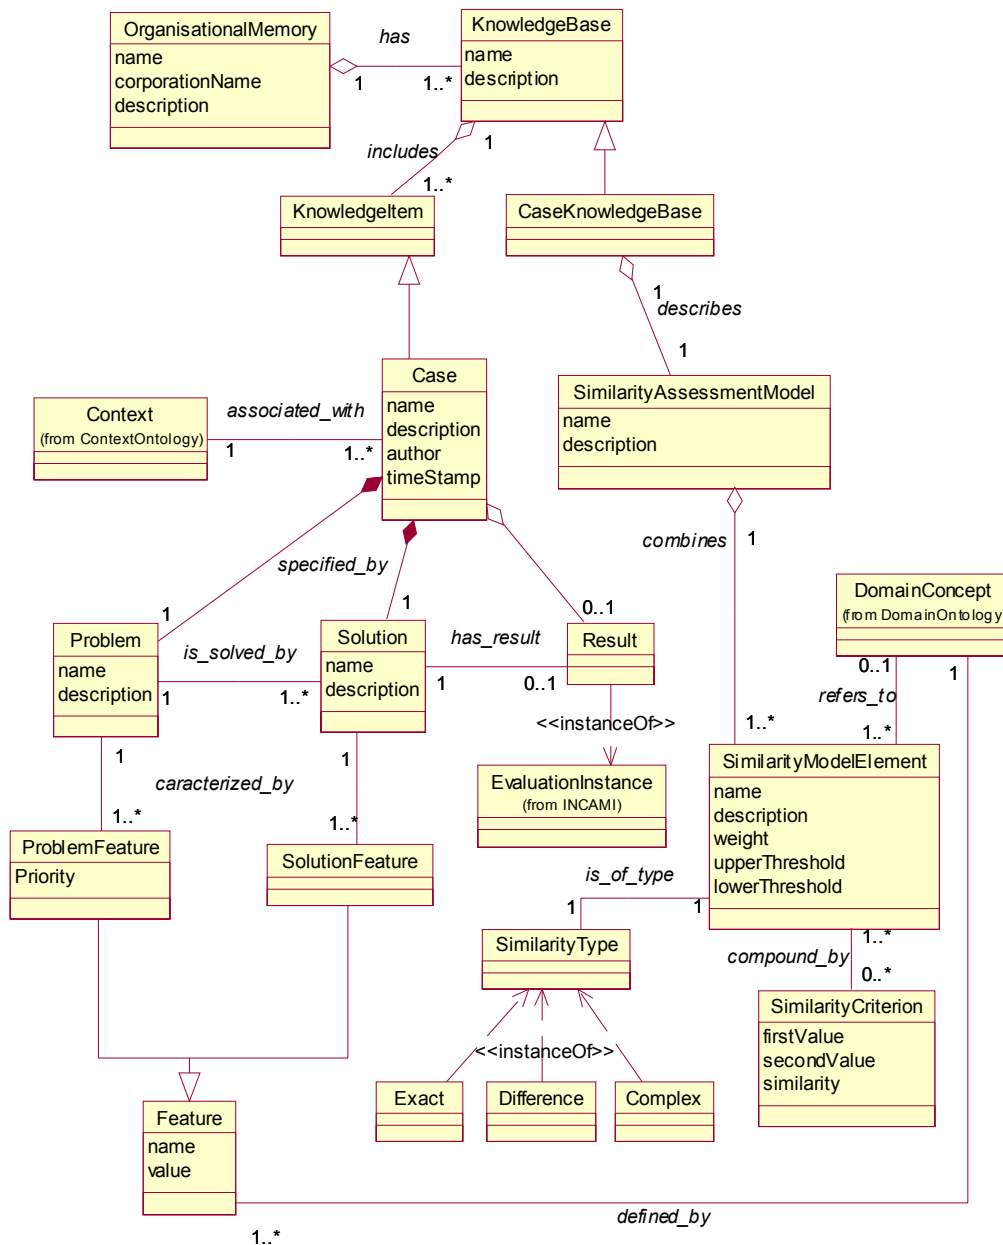 OrganisationalMemory
name
corporationName
description
has
1
1..*
KnowledgeBase
name
description
includes
1
1..*
KnowledgeItem
CaseKnowledgeBase
1
describes
1
Case
name
description
author
timeStamp
Context
(from ContextOntology)
associated_with
1
1..*
SimilarityAssessmentModel
name
description
combines
1
1..*
specified_by
1
1
0..1
DomainConcept
(from DomainOntology)
0..1
1
refers_to
1..*
Problem
name
description
is_solved_by
1
1..*
Solution
name
description
has_result
1
0..1
Result
<<instanceOf>>
EvaluationInstance
(from INCAMI)
SimilarityModelElement
name
description
weight
upperThreshold
lowerThreshold
1
caracterized_by
1
1..*
1..*
ProblemFeature
Priority
SolutionFeature
is_of_type
1
1
SimilarityType
1..*
compound_by
0..*
SimilarityCriterion
firstValue
secondValue
similarity
<<instanceOf>>
Exact
Difference
Complex
Feature
name
value
1..*
defined_by